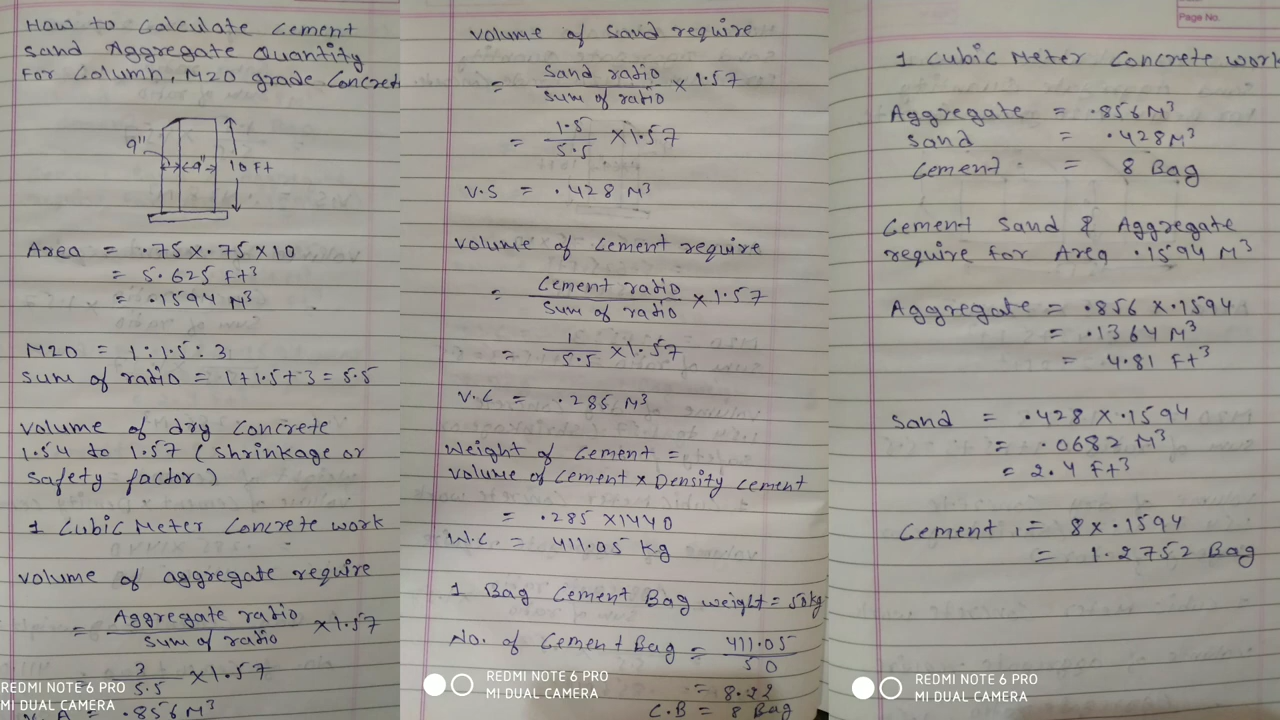 How to Calculate Cement
Sand Aggregate Quantity
For Column, M20 grade Concrete
9"
9"
10 Ft
Area = .75 x .75 x 10
= 5.625 Ft³
= .1594 M³
M20 = 1:1.5:3
Sum of ratio = 1+1.5+3 = 5.5
Volume of dry Concrete
1.54 to 1.57 (Shrinkage or
safety factor)
1 Cubic Meter Concrete work
Volume of aggregate require
= Aggregate ratio / Sum of ratio x 1.57
= 3/5.5 x 1.57
V.A = .856 M³
REDMI NOTE 6 PRO
MI DUAL CAMERA
Volume of Sand require
= Sand ratio / Sum of ratio x 1.57
= 1.5/5.5 x 1.57
V.S = .428 M³
Volume of Cement require
= Cement ratio / Sum of ratio x 1.57
= 1/5.5 x 1.57
V.C = .285 M³
Weight of Cement =
Volume of Cement x Density Cement
= .285 x 1440
W.C. = 411.05 Kg
1 Bag Cement Bag weight = 50kg
No. of Cement Bag = 411.05/50
= 8.22
C.B = 8 Bag
REDMI NOTE 6 PRO
MI DUAL CAMERA
Page No.
1 Cubic Meter Concrete work
Aggregate = .856 M³
Sand = .428 M³
Cement = 8 Bag
Cement Sand & Aggregate
require for Area .1594 M³
Aggregate = .856 x .1594
= .1364 M³
= 4.81 Ft³
Sand = .428 x .1594
= .0682 M³
= 2.4 Ft³
Cement, = 8x.1594
= 1.2752 Bag
REDMI NOTE 6 PRO
MI DUAL CAMERA